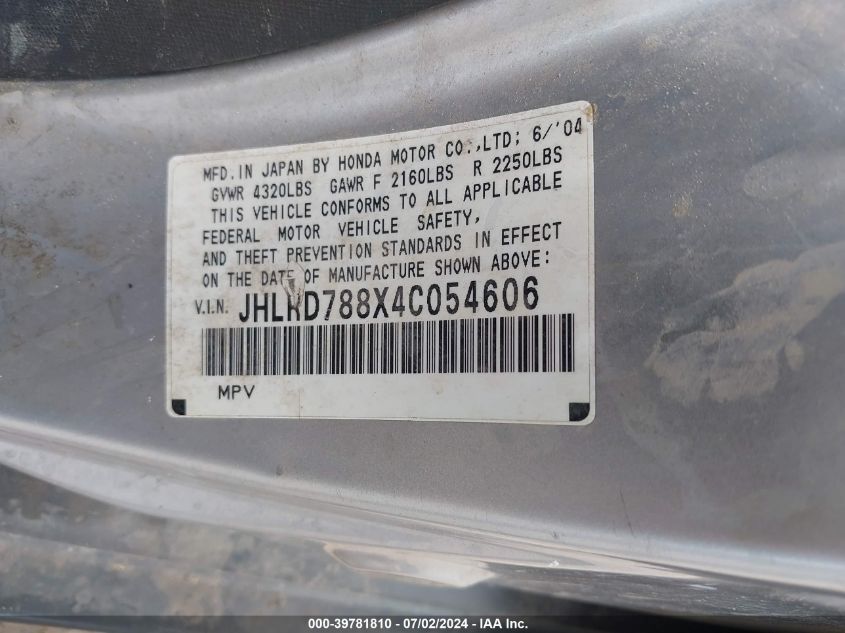 MFD. IN JAPAN BY HONDA MOTOR CO., LTD; 6/'04
GVWR 4320LBS GAWR F 2160LBS R 2250LBS
THIS VEHICLE CONFORMS TO ALL APPLICABLE
FEDERAL MOTOR VEHICLE SAFETY,
AND THEFT PREVENTION STANDARDS IN EFFECT
ON THE DATE OF MANUFACTURE SHOWN ABOVE:
V.I.N. JHLRD788X4C054606
MPV
000-39781810 - 07/02/2024 - IAAI.com